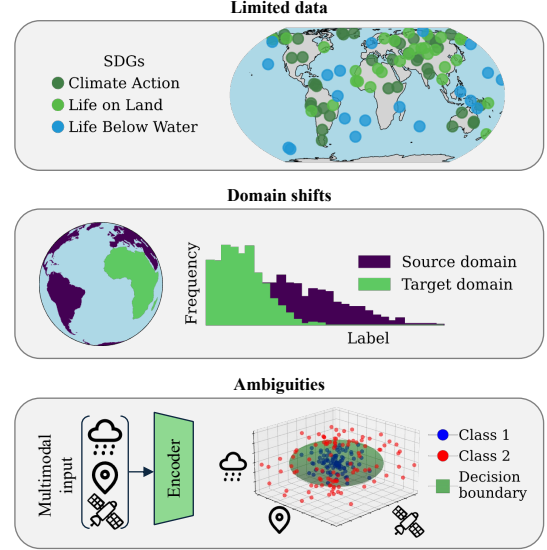 Limited data
SDGs
Climate Action
Life on Land
Life Below Water
Domain shifts
Frequency
Source domain
Target domain
Label
Ambiguities
Multimodal
input
Encoder
Class 1
Class 2
Decision
boundary